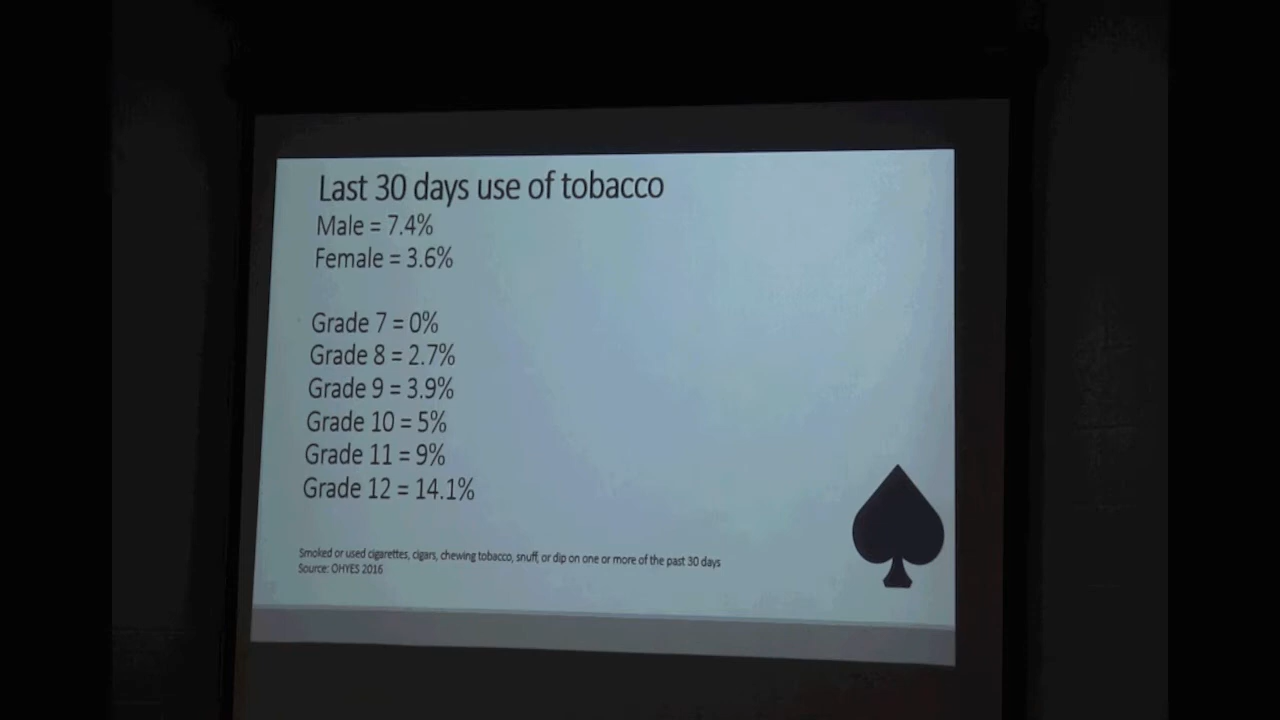 Last 30 days use of tobacco
Male = 7.4%
Female = 3.6%
Grade 7 = 0%
Grade 8 = 2.7%
Grade 9 = 3.9%
Grade 10 = 5%
Grade 11 = 9%
Grade 12 = 14.1%
Smoked or used cigarettes, cigars, chewing tobacco, snuff, or dip on one or more of the past 30 days
Source: OHYES 2016